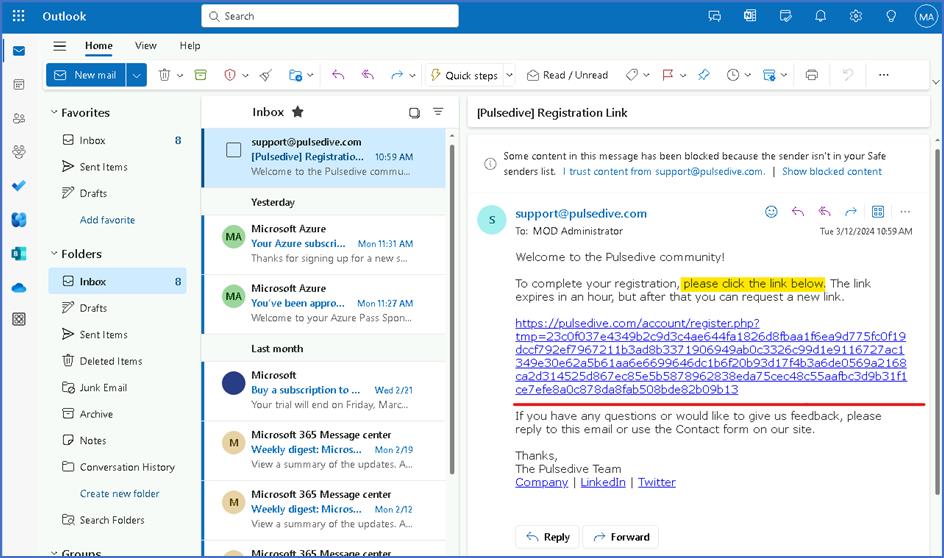 Outlook
Search
MA
Home View Help
New mail
Quick steps
Read / Unread
Favorites
Inbox 8
Sent Items
Drafts
Add favorite
Folders
Inbox 8
Drafts
Sent Items
Deleted Items
Junk Email
Archive
Notes
Conversation History
Create new folder
Search Folders
Groups
Inbox
support@pulsedive.com
[Pulsedive] Registratio... 10:59 AM
Welcome to the Pulsedive commu...
Yesterday
MA
Microsoft Azure
Your Azure subscri... Mon 11:31 AM
Thanks for signing up for a new s...
MA
Microsoft Azure
You've been appro... Mon 11:27 AM
Welcome to your Azure Pass Spon...
Last month
Microsoft
Buy a subscription to ... Wed 2/21
Your trial will end on Friday, Marc...
M
Microsoft 365 Message center
Weekly digest: Micros... Mon 2/19
View a summary of the updates. A...
M
Microsoft 365 Message center
Weekly digest: Micros... Mon 2/12
View a summary of the updates. A...
Microsoft 365 Message center
[Pulsedive] Registration Link
Some content in this message has been blocked because the sender isn't in your Safe
senders list. I trust content from support@pulsedive.com. | Show blocked content
S
support@pulsedive.com
To: MOD Administrator
Tue 3/12/2024 10:59 AM
Welcome to the Pulsedive community!
To complete your registration, please click the link below. The link
expires in an hour, but after that you can request a new link.
https://pulsedive.com/account/register.php?
tmp=23c0f037e4349b2c9d3c4ae644fa1826d8fbaa1f6ea9d775fc0f19
dccf792ef7967211b3ad8b3371906949ab0c3326c99d1e9116727ac1
349e30e62a5b61aa6e6699646dc1b6f20b93d17f4b3a6de0569a2168
ca2d314525d867ec85e5b5878962838eda75cec48c55aafbc3d9b31f1
ce7efe8a0c878da8fab508bde82b09b13
If you have any questions or would like to give us feedback, please
reply to this email or use the Contact form on our site.
Thanks,
The Pulsedive Team
Company | LinkedIn | Twitter
Reply
Forward